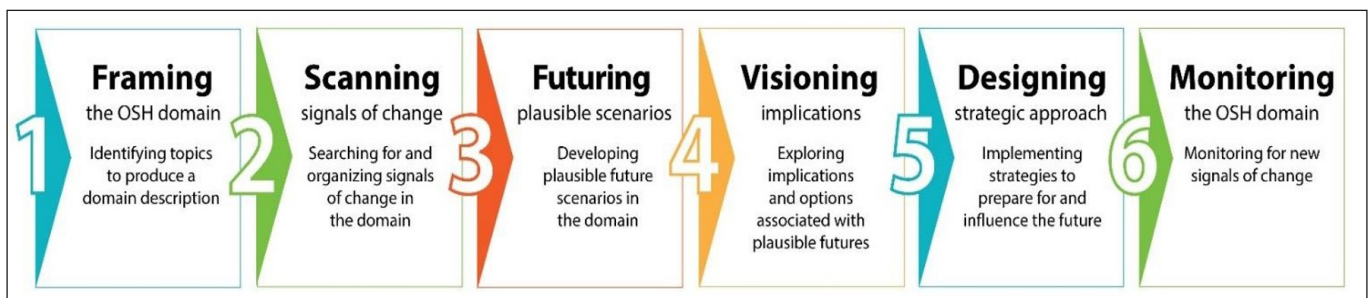 1
Framing
the OSH domain
Identifying topics
to produce a
domain description
2
Scanning
signals of change
Searching for and
organizing signals
of change in
the domain
3
Futuring
plausible scenarios
Developing
plausible future
scenarios in
the domain
4
Visioning
implications
Exploring
implications
and options
associated with
plausible futures
5
Designing
strategic approach
Implementing
strategies to
prepare for and
influence the future
6
Monitoring
the OSH domain
Monitoring for new
signals of change